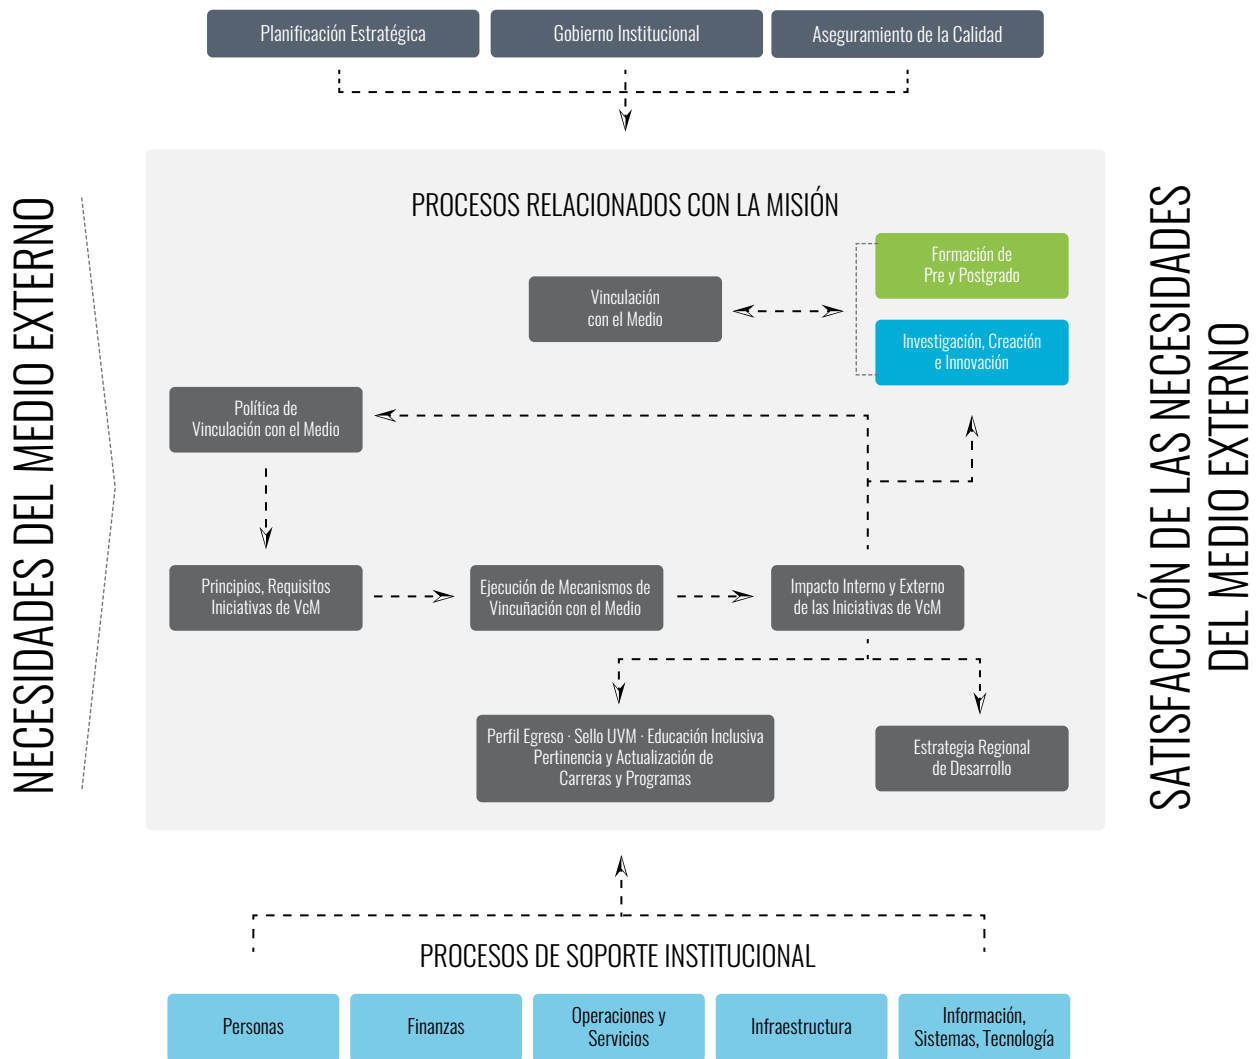 Planificación Estratégica
Gobierno Institucional
Aseguramiento de la Calidad
NECESIDADES DEL MEDIO EXTERNO
PROCESOS RELACIONADOS CON LA MISIÓN
Formación de
Pre y Postgrado
Vinculación
con el Medio
Investigación, Creación
e Innovación
Política de
Vinculación con el Medio
Principios, Requisitos
Iniciativas de VcM
Ejecución de Mecanismos de
Vincuñación con el Medio
Impacto Interno y Externo
de las Iniciativas de VcM
Perfil Egreso · Sello UVM · Educación Inclusiva
Pertinencia y Actualización de
Carreras y Programas
Estrategia Regional
de Desarrollo
SATISFACCIÓN DE LAS NECESIDADES
DEL MEDIO EXTERNO
PROCESOS DE SOPORTE INSTITUCIONAL
Personas
Finanzas
Operaciones y
Servicios
Infraestructura
Información,
Sistemas, Tecnología